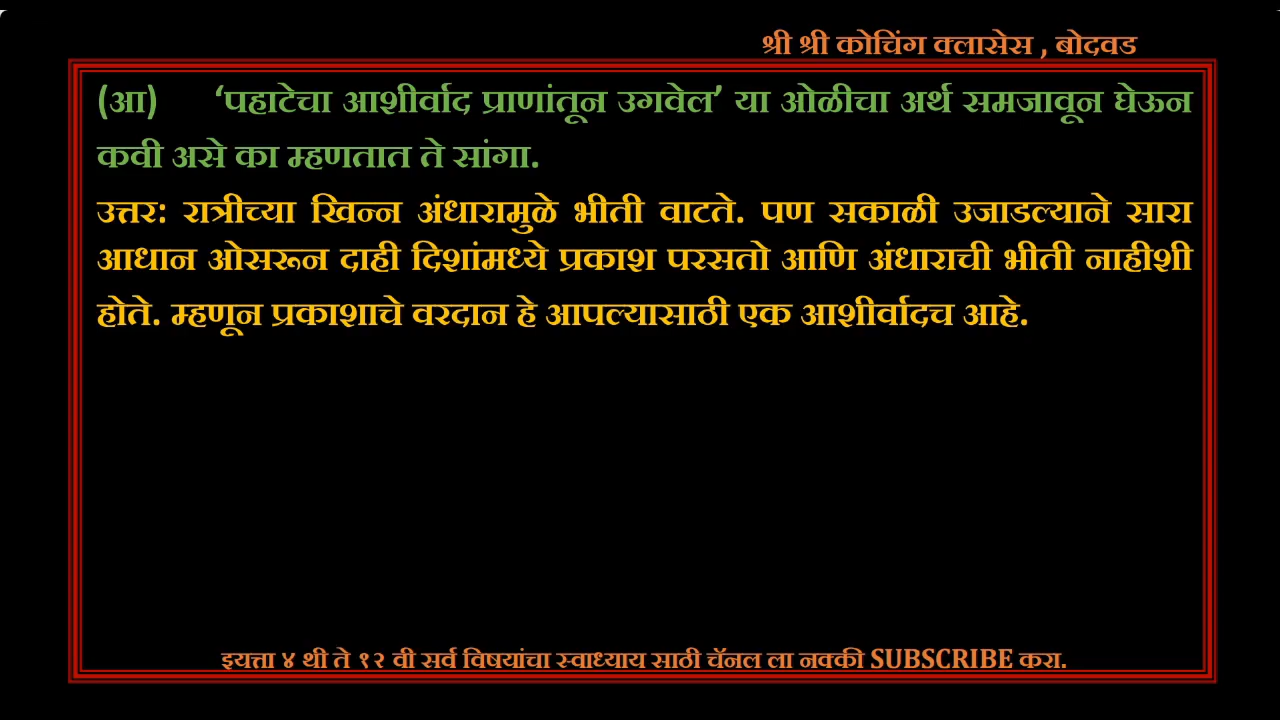 श्री श्री कोचिंग क्लासेस , बोदवड
(आ) ‘पहाटेचा आशीर्वाद प्राणांतून उगवेल’ या ओळीचा अर्थ समजावून घेऊन
कवी असे का म्हणतात ते सांगा.
उत्तर: रात्रीच्या खिन्न अंधारामुळे भीती वाटते. पण सकाळी उजाडल्याने सारा
आधान ओसरून दाही दिशांमध्ये प्रकाश परसतो आणि अंधाराची भीती नाहीशी
होते. म्हणून प्रकाशाचे वरदान हे आपल्यासाठी एक आशीर्वादच आहे.
इयत्ता ४ थी ते १२ वी सर्व विषयांचा स्वाध्याय साठी चॅनल ला नक्की SUBSCRIBE करा.